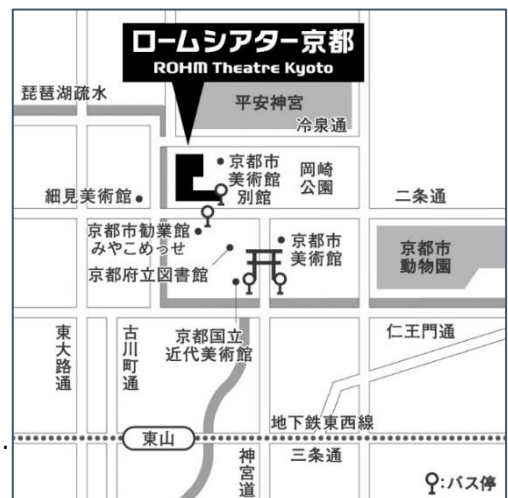 ロームシアター京都
ROHM Theatre Kyoto
琵琶湖疏水
平安神宮
冷泉通
京都市
美術館
別館
岡崎
公園
細見美術館
二条通
京都市勧業館
みやこめっせ
京都市
美術館
京都市
動物園
京都府立図書館
東大路通
古川町通
京都国立
近代美術館
仁王門通
地下鉄東西線
東山
神宮道
三条通
:バス停